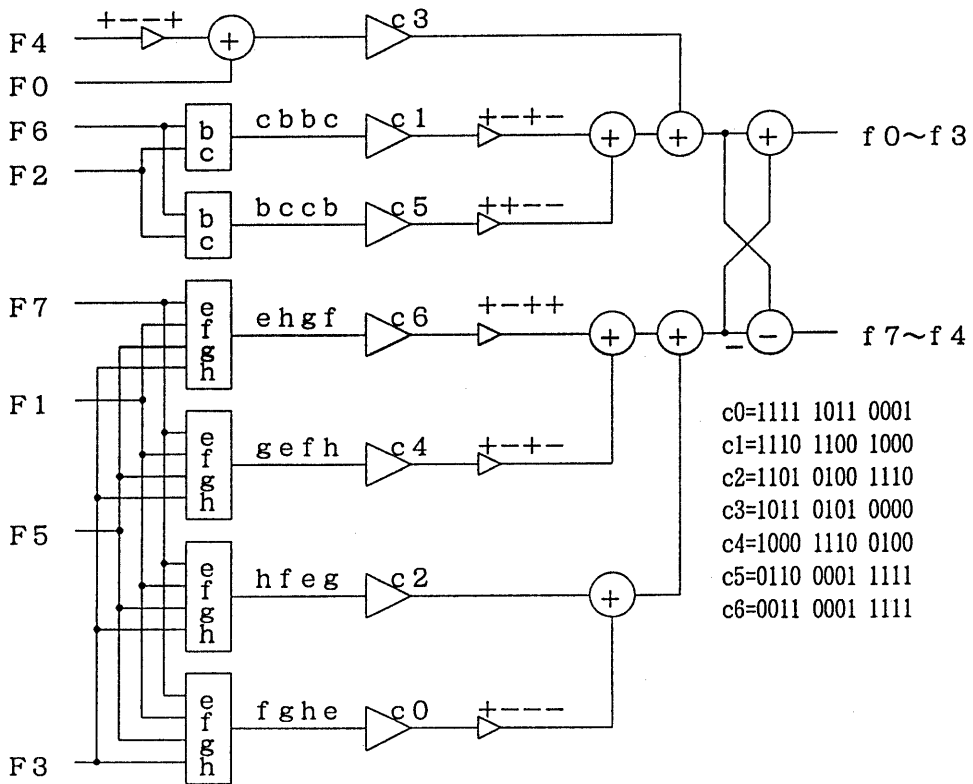 +--+
c3
F4
+
F0
F6
b
c
cbbc
c1
+-+-
+
+
+
f0~f3
F2
b
c
bccb
c5
++--
F7
e
f
g
h
ehgf
c6
+-++
+
+
-
-
f7~f4
F1
e
f
g
h
gefh
c4
+-+-
F5
e
f
g
h
hfeg
c2
+
e
f
g
h
fghe
c0
+---
F3
c0=1111 1011 0001
c1=1110 1100 1000
c2=1101 0100 1110
c3=1011 0101 0000
c4=1000 1110 0100
c5=0110 0001 1111
c6=0011 0001 1111